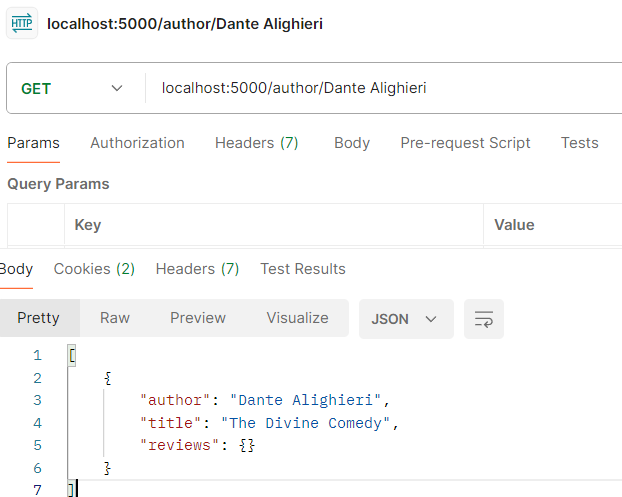 HTTP localhost:5000/author/Dante Alighieri
GET localhost:5000/author/Dante Alighieri
Params Authorization Headers (7) Body Pre-request Script Tests
Query Params
Key Value
Body Cookies (2) Headers (7) Test Results
Pretty Raw Preview Visualize JSON
1 [
2 {
3 "author": "Dante Alighieri",
4 "title": "The Divine Comedy",
5 "reviews": {}
6 }
7 ]